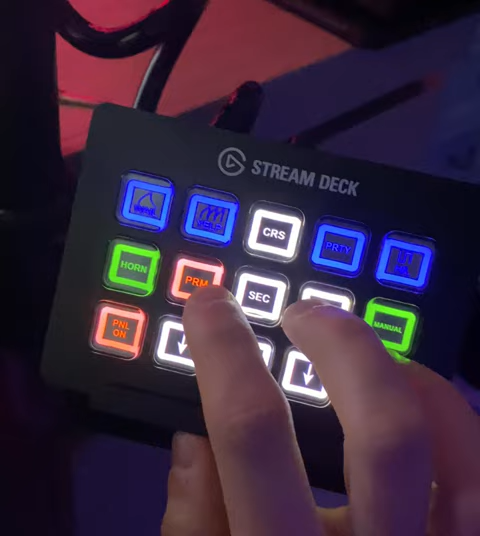 STREAM DECK
CRS
PRTY
HORN
PRM
SEC
MANUAL
PNL
ON